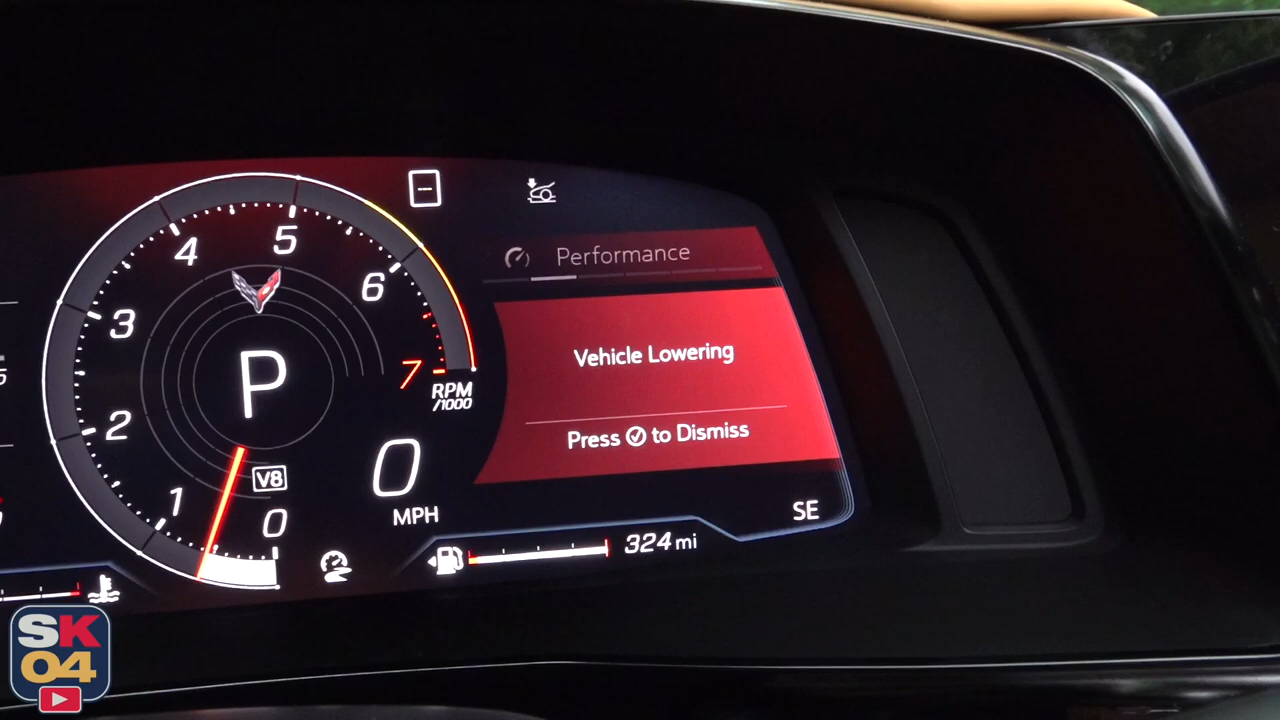 Performance
4
5
6
3
7
RPM
/1000
2
P
1
0
V8
0
MPH
Vehicle Lowering
Press to Dismiss
SE
324 mi
SK
04